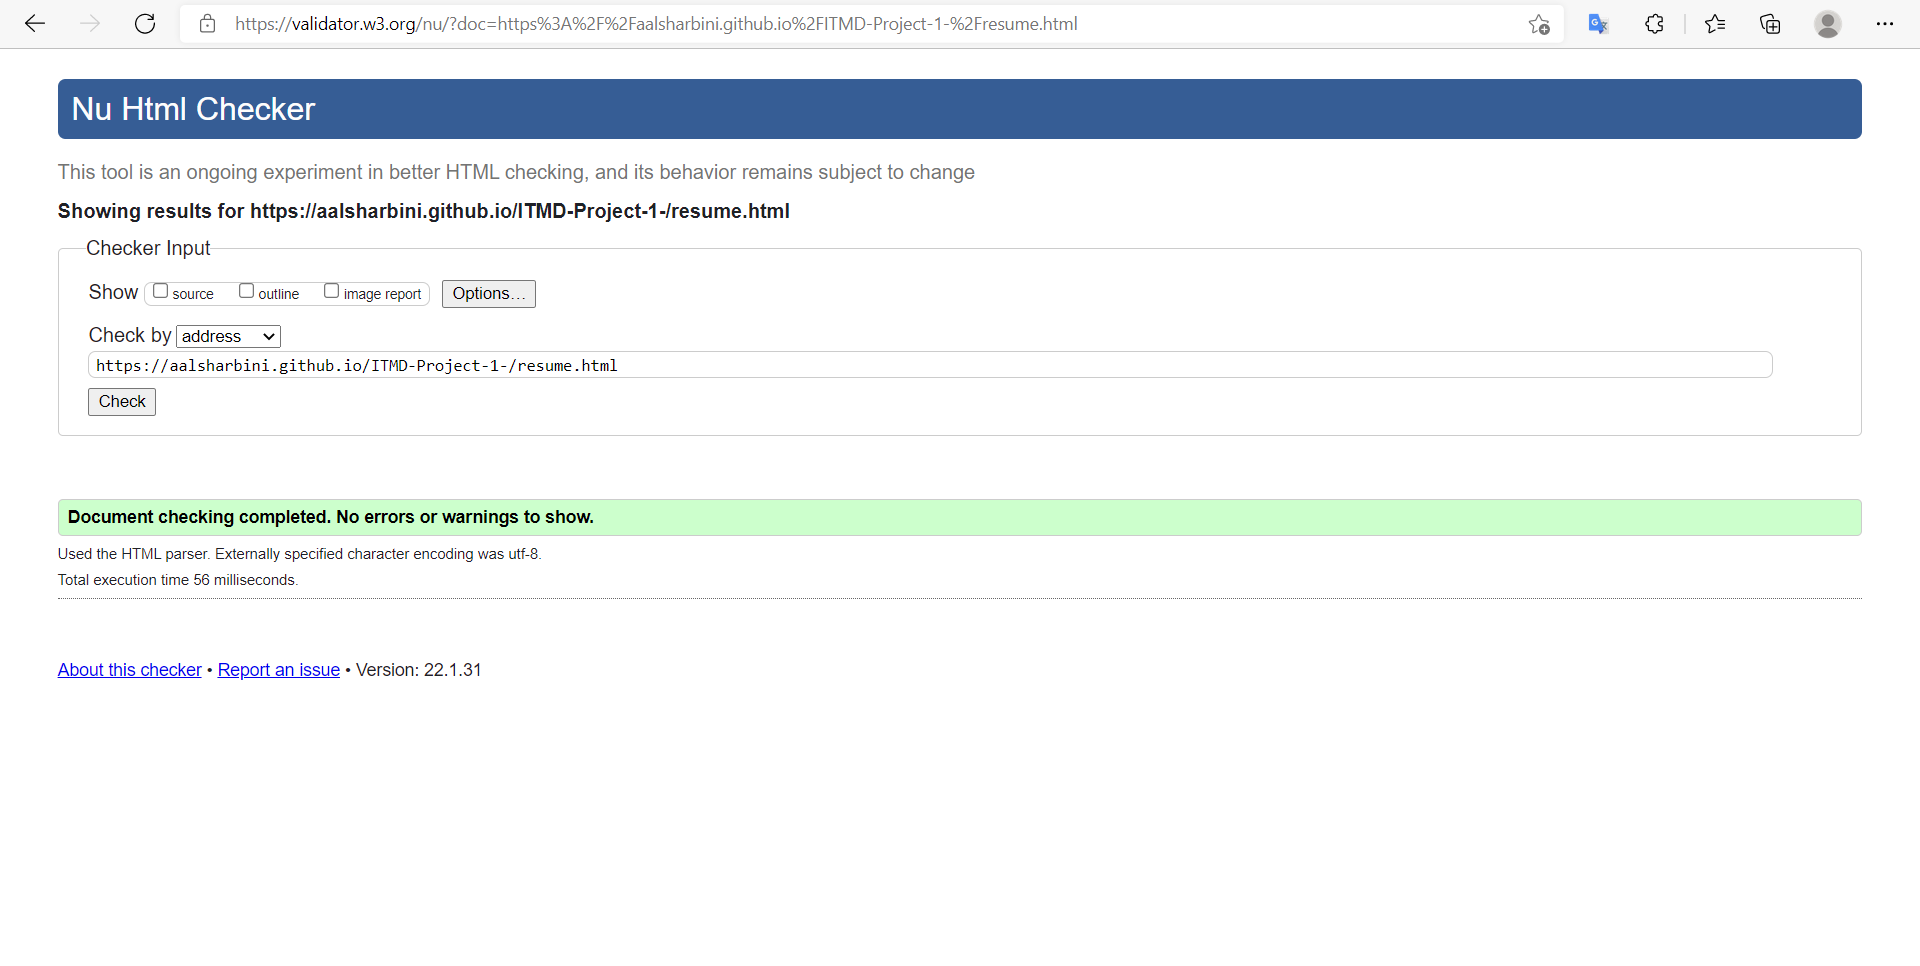 https://validator.w3.org/nu/?doc=https%3A%2F%2Faalsharbini.github.io%2FITMD-Project-1-%2Fresume.html
Nu Html Checker
This tool is an ongoing experiment in better HTML checking, and its behavior remains subject to change
Showing results for https://aalsharbini.github.io/ITMD-Project-1-/resume.html
Checker Input
Show source outline image report Options...
Check by address
https://aalsharbini.github.io/ITMD-Project-1-/resume.html
Check
Document checking completed. No errors or warnings to show.
Used the HTML parser. Externally specified character encoding was utf-8.
Total execution time 56 milliseconds.
About this checker • Report an issue • Version: 22.1.31